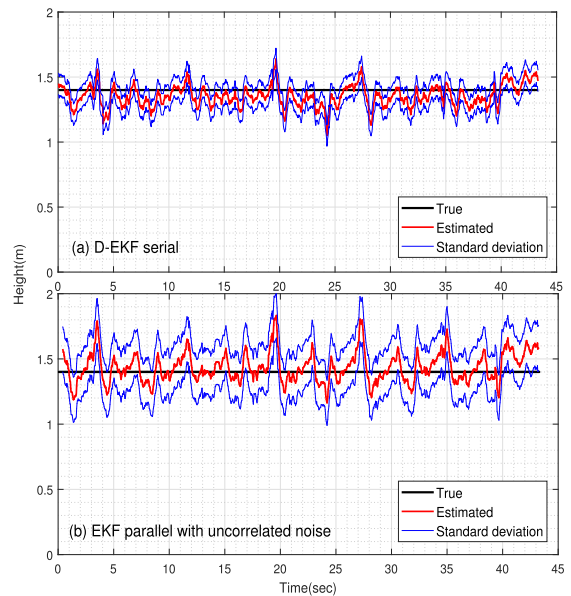 2
1.5
1
0.5
0
0 5 10 15 20 25 30 35 40 45
True
Estimated
Standard deviation
(a) D-EKF serial
Height(m)
2
1.5
1
0.5
0
True
Estimated
Standard deviation
(b) EKF parallel with uncorrelated noise
0 5 10 15 20 25 30 35 40 45
Time(sec)